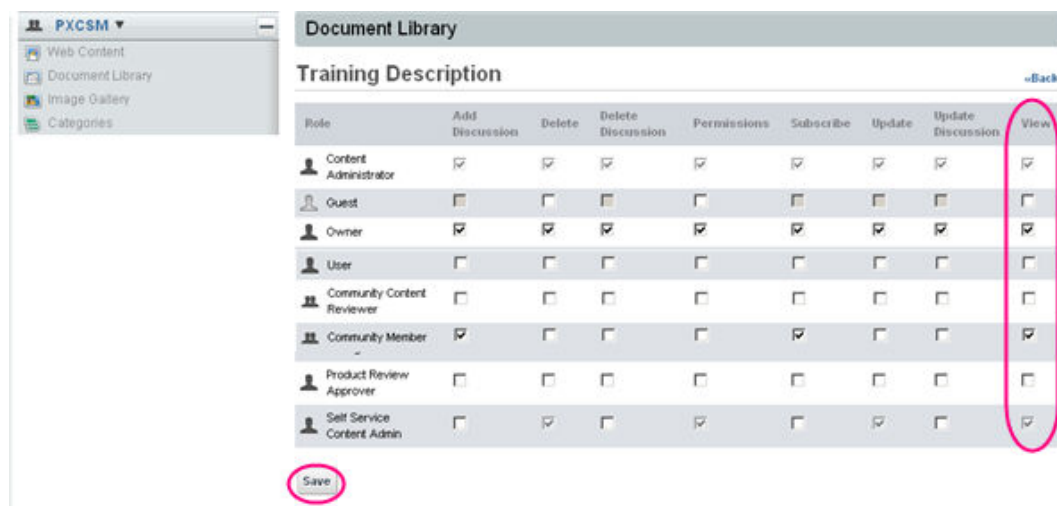 PXCSM ▼
Web Content
Document Library
Image Gallery
Categories
Document Library
Training Description
«Back
Role Add Discussion Delete Delete Discussion Permissions Subscribe Update Update Discussion View
Content Administrator
Guest
Owner
User
Community Content Reviewer
Community Member
Product Review Approver
Self Service Content Admin
Save